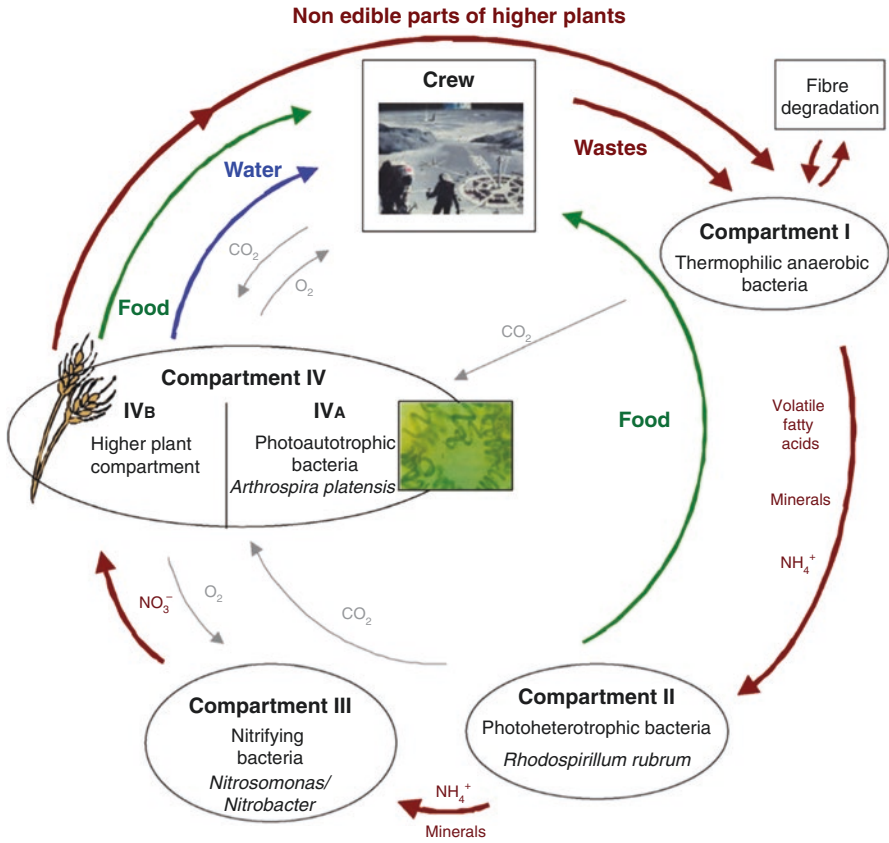 Non edible parts of higher plants
Crew
Fibre
degradation
Wastes
Water
Compartment I
Thermophilic anaerobic
bacteria
CO₂
O₂
Food
CO₂
Compartment IV
IVB
Higher plant
compartment
IVA
Photoautotrophic
bacteria
Arthrospira platensis
Food
Volatile
fatty
acids
Minerals
NH₄⁺
NO₃⁻
O₂
CO₂
Compartment III
Nitrifying
bacteria
Nitrosomonas/
Nitrobacter
Compartment II
Photoheterotrophic bacteria
Rhodospirillum rubrum
NH₄⁺
Minerals